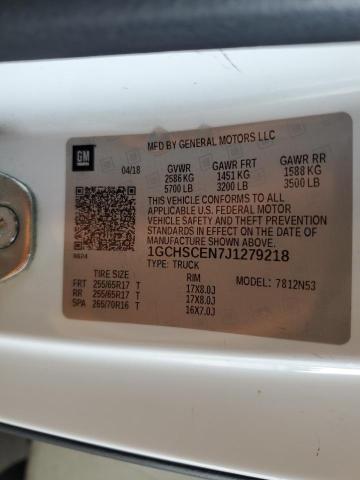 GM
MFD BY GENERAL MOTORS LLC
04/18 GVWR GAWR FRT GAWR RR
2586 KG 1451 KG 1588 KG
5700 LB 3200 LB 3500 LB
THIS VEHICLE CONFORMS TO ALL
APPLICABLE U.S. FEDERAL MOTOR
VEHICLE SAFETY AND THEFT PREVENTION
STANDARDS IN EFFECT ON THE DATE OF
MANUFACTURE SHOWN ABOVE.
1GCHSCEN7J1279218
TYPE: TRUCK
TIRE SIZE RIM MODEL: 7812N53
FRT 255/65R17 T 17X8.0J
RR 255/65R17 T 17X8.0J
SPA 265/70R16 T 16X7.0J